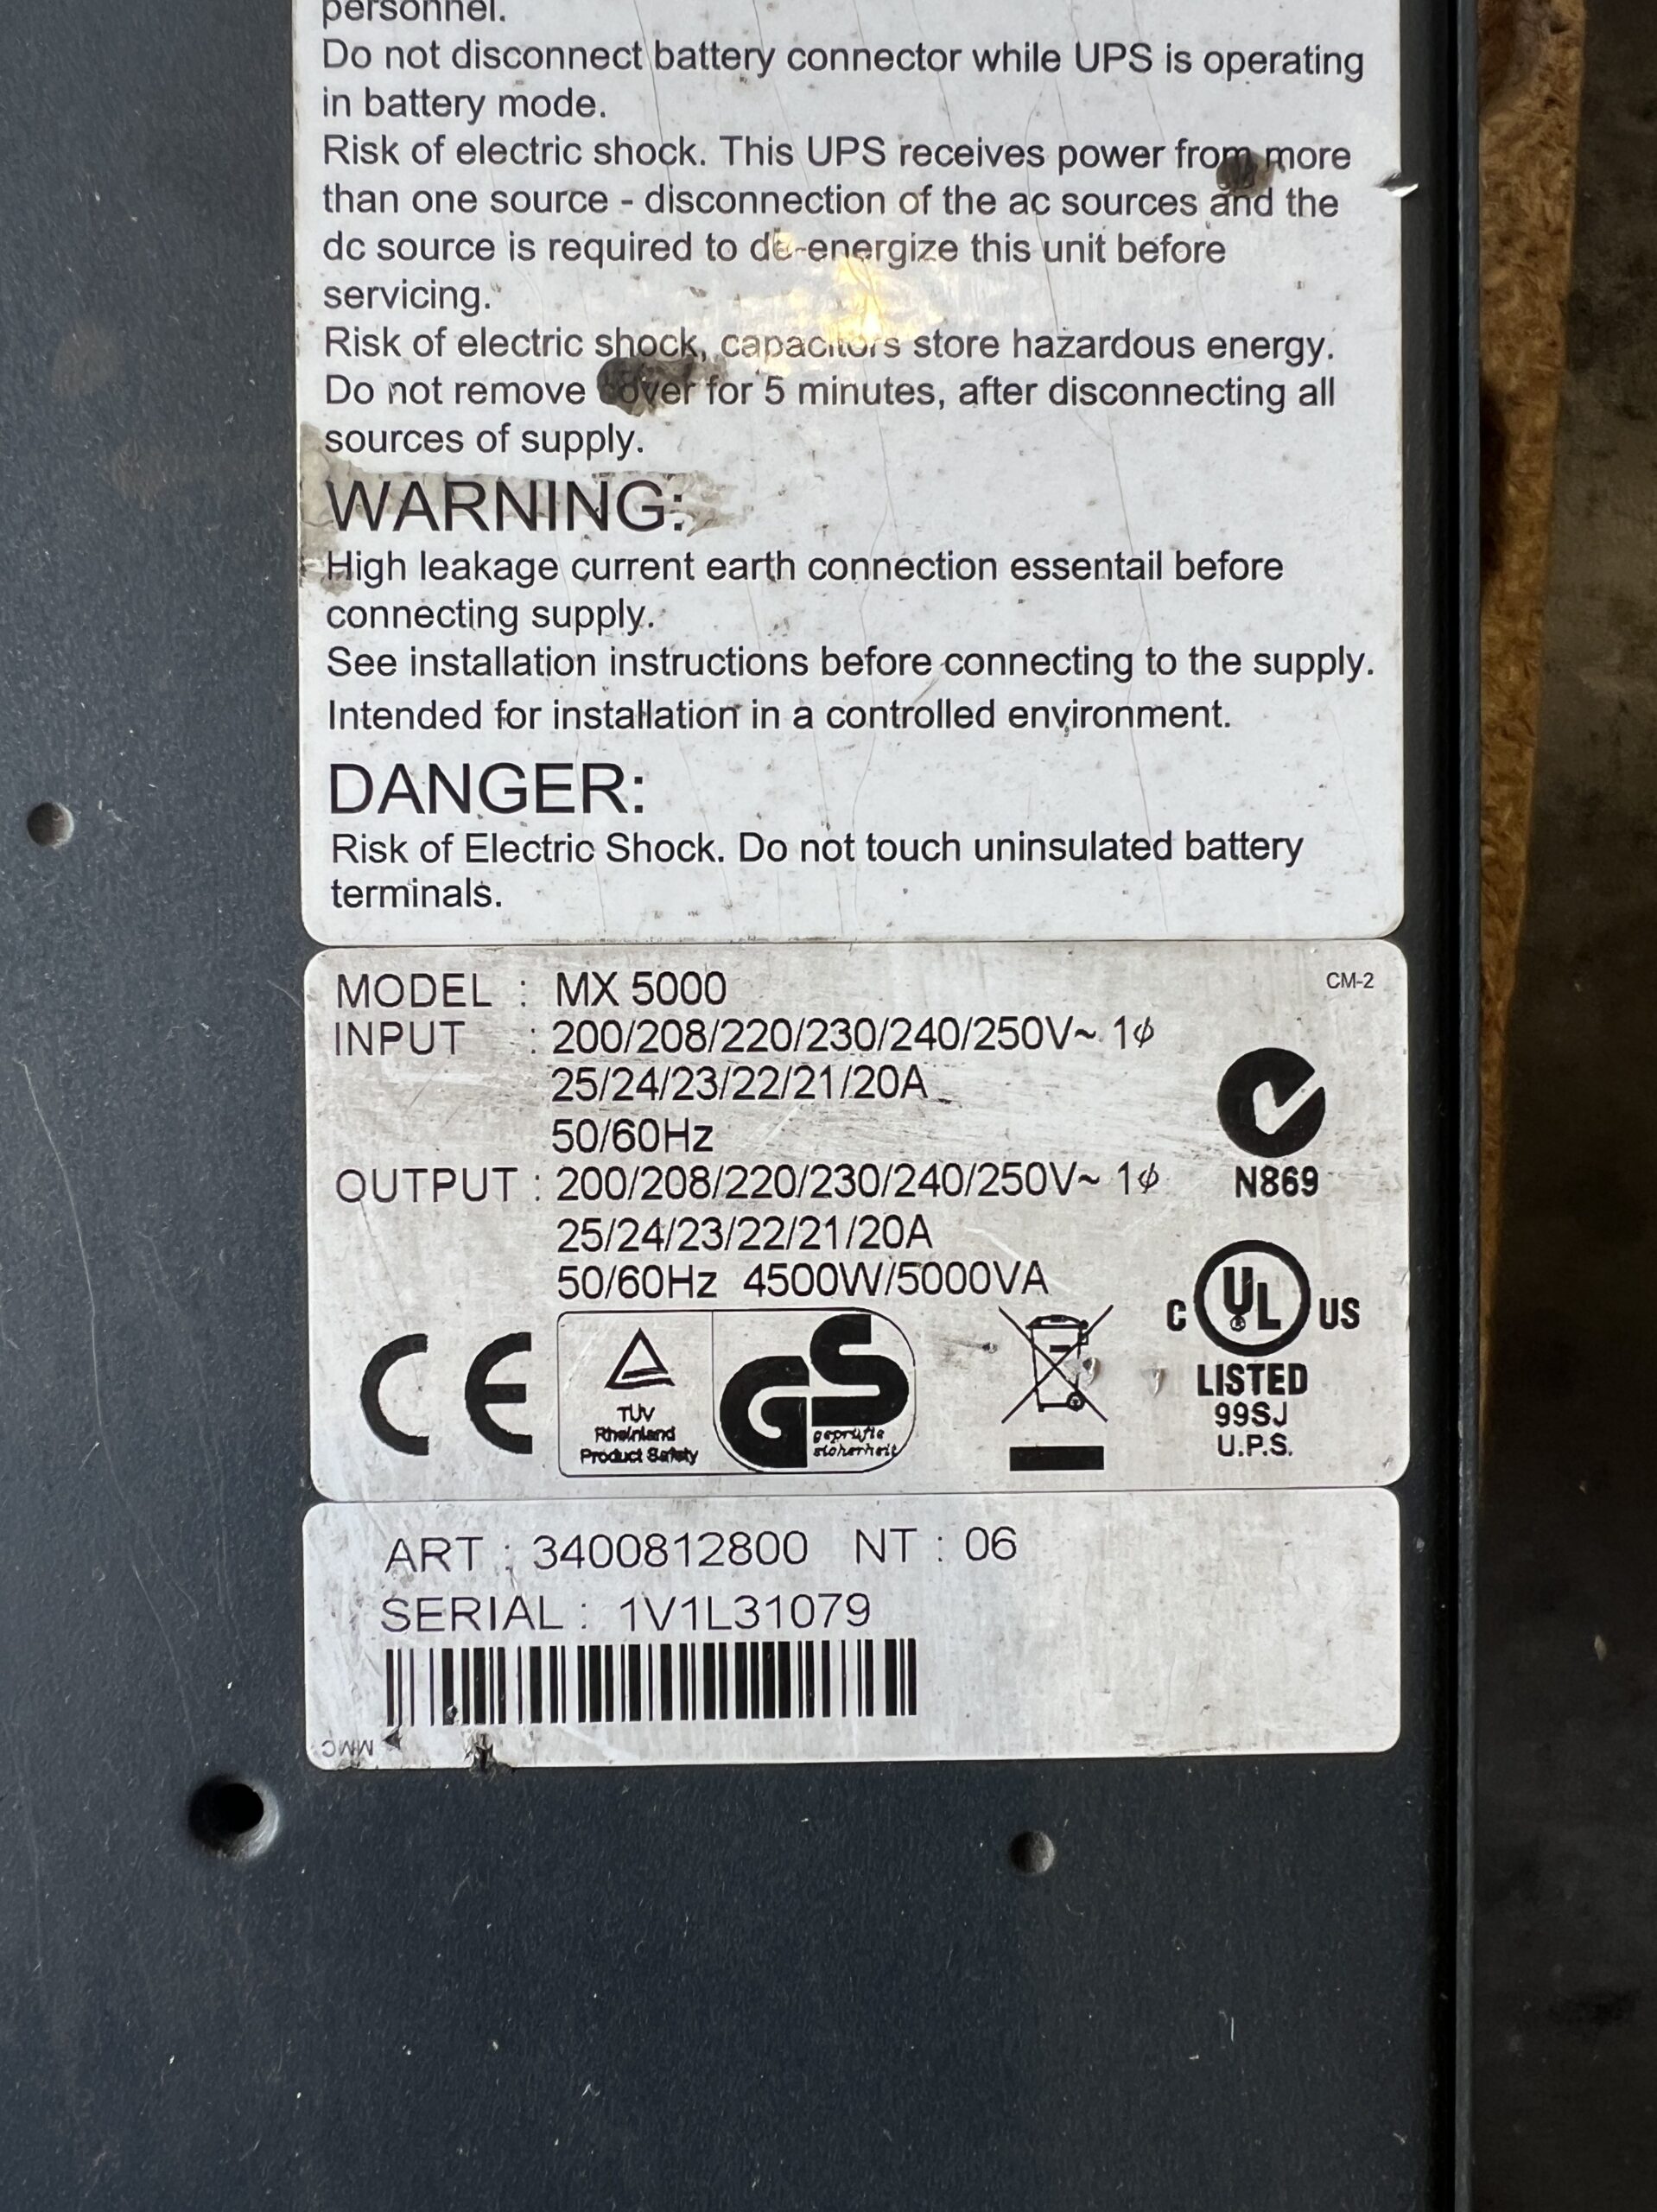 personnel.
Do not disconnect battery connector while UPS is operating
in battery mode.
Risk of electric shock. This UPS receives power from more
than one source - disconnection of the ac sources and the
dc source is required to de-energize this unit before
servicing.
Risk of electric shock, capacitors store hazardous energy.
Do not remove cover for 5 minutes, after disconnecting all
sources of supply.
WARNING:
High leakage current earth connection essentail before
connecting supply.
See installation instructions before connecting to the supply.
Intended for installation in a controlled environment.
DANGER:
Risk of Electric Shock. Do not touch uninsulated battery
terminals.
MODEL : MX 5000
CM-2
INPUT : 200/208/220/230/240/250V~ 1ϕ
25/24/23/22/21/20A
50/60Hz
OUTPUT : 200/208/220/230/240/250V~ 1ϕ
25/24/23/22/21/20A
50/60Hz 4500W/5000VA
N869
CE
TÜV
Rheinland
Product Safety
GS
geprüfte
sicherheit
C UL US
LISTED
99SJ
U.P.S.
ART : 3400812800 NT : 06
SERIAL : 1V1L31079
MMC